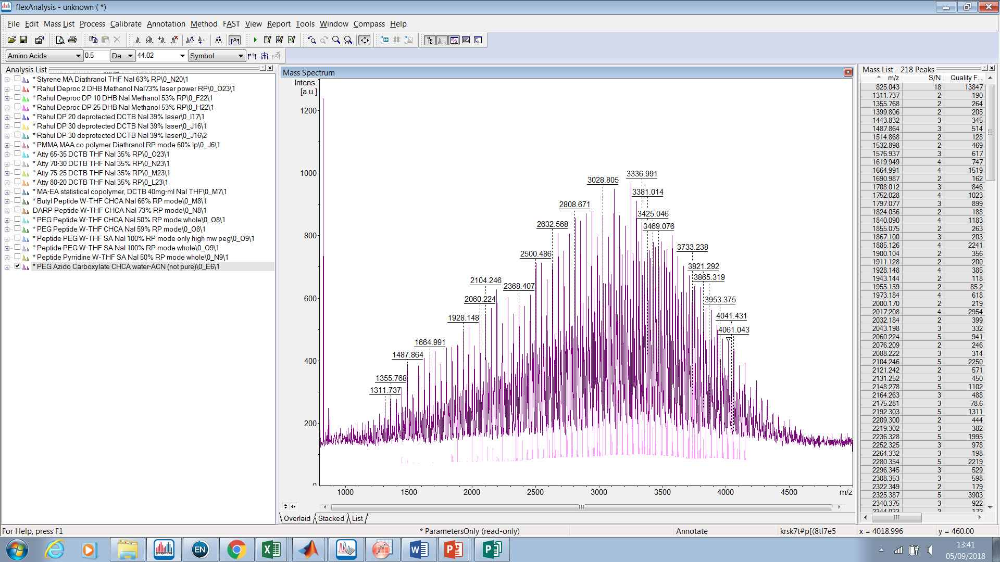 flexAnalysis - unknown ( *)
File Edit Mass List Process Calibrate Annotation Method FAST View Report Tools Window Compass Help
Amino Acids 0.5 Da 44.02 Symbol
Analysis List
* Styrene MA Diathranol THF NaI 63% RP\0_N20\1
* Rahul Deproc 2 DHB Methanol NaI73% laser power RP\0_O23\1
* Rahul Deproc DP 10 DHB NaI Methanol 53% RP\0_F22\1
* Rahul Deproc DP 25 DHB NaI Methanol 53% RP\0_H22\1
* Rahul DP 20 deprotected DCTB NaI 39% laser\0_I17\1
* Rahul DP 30 deprotected DCTB NaI 39% laser\0_J16\1
* Rahul DP 30 deprotected DCTB NaI 39% laser\0_J16\2
* PMMA MAA co polymer Diathranol RP mode 60% lp\0_J6\1
* Atty 65-35 DCTB THF NaI 35% RP\0_O23\1
* Atty 70-30 DCTB THF NaI 35% RP\0_N23\1
* Atty 75-25 DCTB THF NaI 35% RP\0_M23\1
* Atty 80-20 DCTB THF NaI 35% RP\0_L23\1
* MA-EA statistical copolymer, DCTB 40mg-ml NaI THF\0_M7\1
* Butyl Peptide W-THF CHCA NaI 66% RP mode\0_M8\1
DARP Peptide W-THF CHCA NaI 73% RP mode\0_N8\1
* PEG Peptide W-THF CHCA NaI 50% RP mode whole\0_O8\1
* PEG Peptide W-THF CHCA NaI 59% RP mode\0_O8\1
* Peptide PEG W-THF SA NaI 100% RP mode only high mw peg\0_O9\1
* Peptide PEG W-THF SA NaI 100% RP mode whole\0_O9\1
* Peptide Pyrridine W-THF SA NaI 50% RP mode whole\0_N9\1
* PEG Azido Carboxylate CHCA water-ACN (not pure)\0_E6\1
Mass Spectrum
Intens.
[a.u.]
1200
1000
800
600
400
200
0
3336.991
3028.805
3381.014
2808.671
3425.046
2632.568
3469.076
3733.238
2500.486
3821.292
3865.319
2104.246
2368.407
2060.224
3953.375
1928.148
4041.431
4061.043
1664.991
1487.864
1355.768
1311.737
1000 1500 2000 2500 3000 3500 4000 4500 m/z
Overlaid Stacked List
Mass List - 218 Peaks
m/z S/N Quality F...
825.043 18 13847
1311.737 2 190
1355.768 2 264
1399.806 2 205
1443.832 3 345
1487.864 3 514
1514.868 2 128
1532.898 2 469
1576.937 3 617
1619.949 4 747
1664.991 4 1519
1690.987 2 162
1708.012 3 846
1752.028 4 1023
1797.077 3 899
1824.056 2 188
1840.090 4 1183
1855.075 2 263
1867.100 3 203
1885.126 4 2241
1900.104 2 356
1911.128 2 200
1928.148 4 385
1943.144 2 118
1955.159 2 85.2
1973.184 4 618
2000.170 2 219
2017.208 4 2954
2032.184 2 399
2043.198 3 332
2060.224 5 941
2076.209 2 246
2088.222 3 314
2104.246 5 2250
2121.242 2 571
2131.252 3 450
2148.278 5 1102
2164.263 3 488
2175.281 3 78.6
2192.303 5 1311
2209.300 2 444
2219.302 3 382
2236.328 5 1995
2252.325 3 978
2264.332 3 198
2280.354 5 2219
2296.345 3 529
2308.353 3 598
2322.349 2 179
2325.387 5 3903
2340.375 3 922
2344.033 2 172
For Help, press F1 * ParametersOnly (read-only) Annotate krsk7t#p[(8tl7e5 x = 4018.996 y = 460.00
EN
13:41
05/09/2018